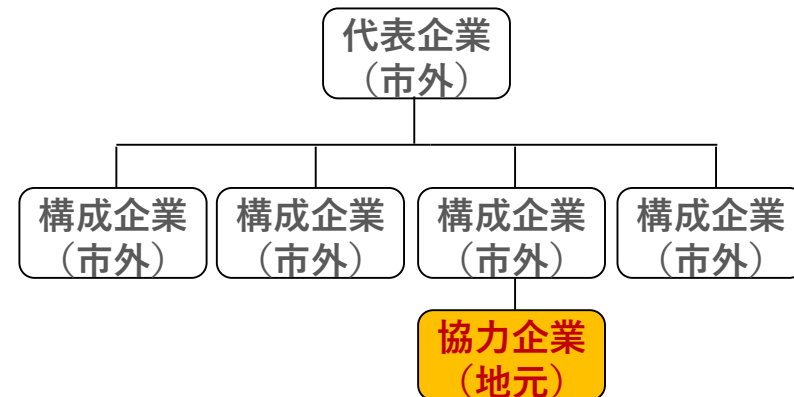 代表企業
（市外）
構成企業
（市外）
構成企業
（市外）
構成企業
（市外）
構成企業
（市外）
協力企業
（地元）